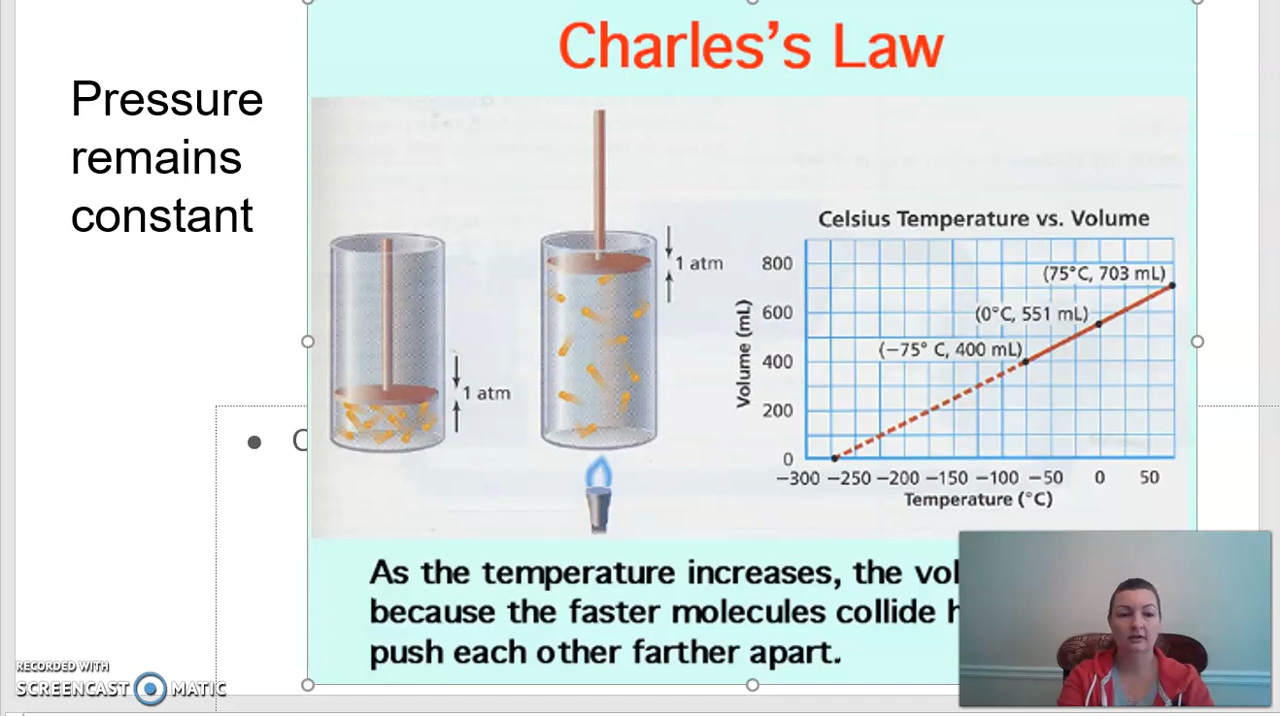 Charles's Law
Pressure
remains
constant
1 atm
1 atm
Celsius Temperature vs. Volume
Volume (mL)
800
600
400
200
0
(75°C, 703 mL)
(0°C, 551 mL)
(−75° C, 400 mL)
−300 −250 −200 −150 −100 −50 0 50
Temperature (°C)
•
As the temperature increases, the
because the faster molecules collide
push each other farther apart.
RECORDED WITH
SCREENCAST MATIC